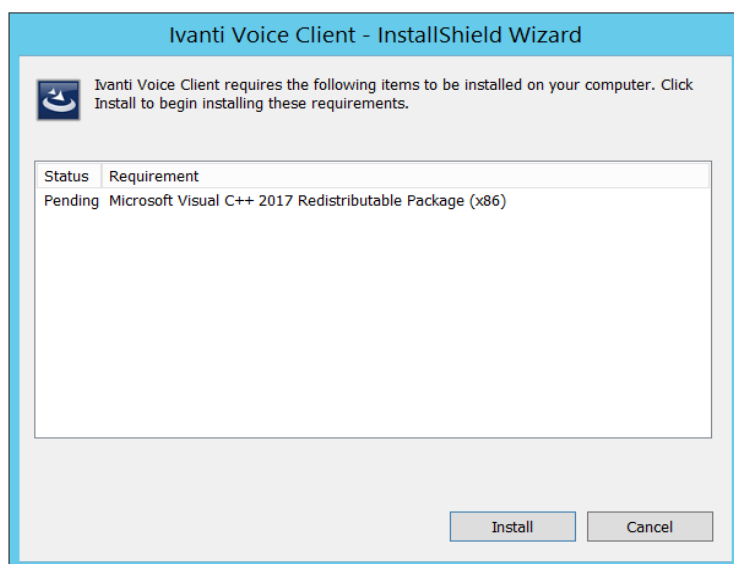 Ivanti Voice Client - InstallShield Wizard
Ivanti Voice Client requires the following items to be installed on your computer. Click
Install to begin installing these requirements.
Status Requirement
Pending Microsoft Visual C++ 2017 Redistributable Package (x86)
Install Cancel